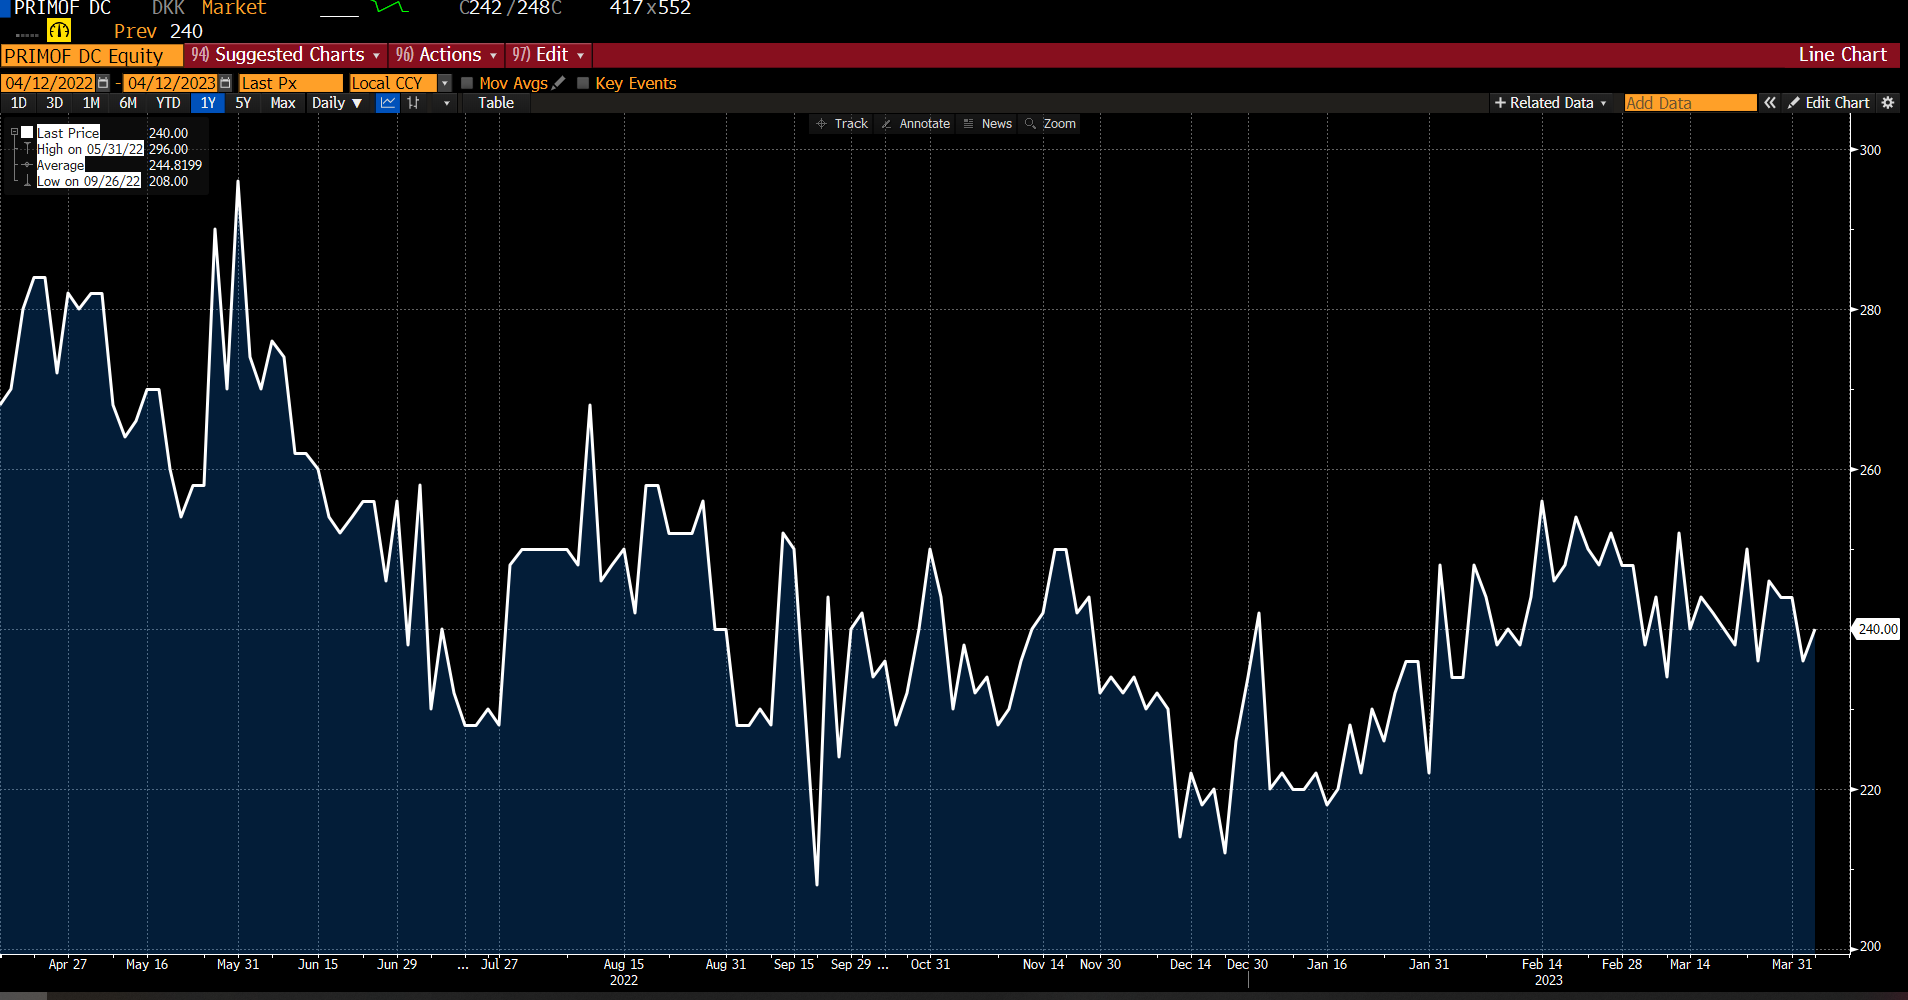 PRIMOF DC DKK Market C242/248C 417x552
Prev 240
PRIMOF DC Equity 94) Suggested Charts 96) Actions 97) Edit Line Chart
04/12/2022 - 04/12/2023 Last Px Local CCY Mov Avgs Key Events
1D 3D 1M 6M YTD 1Y 5Y Max Daily ▼ Table + Related Data Add Data « Edit Chart
Track Annotate News Zoom
Last Price 240.00
High on 05/31/22 296.00
Average 244.8199
Low on 09/26/22 208.00
300
280
260
240.00
220
200
Apr 27 May 16 May 31 Jun 15 Jun 29 ... Jul 27 Aug 15 Aug 31 Sep 15 Sep 29 ... Oct 31 Nov 14 Nov 30 Dec 14 Dec 30 Jan 16 Jan 31 Feb 14 Feb 28 Mar 14 Mar 31
2022 2023